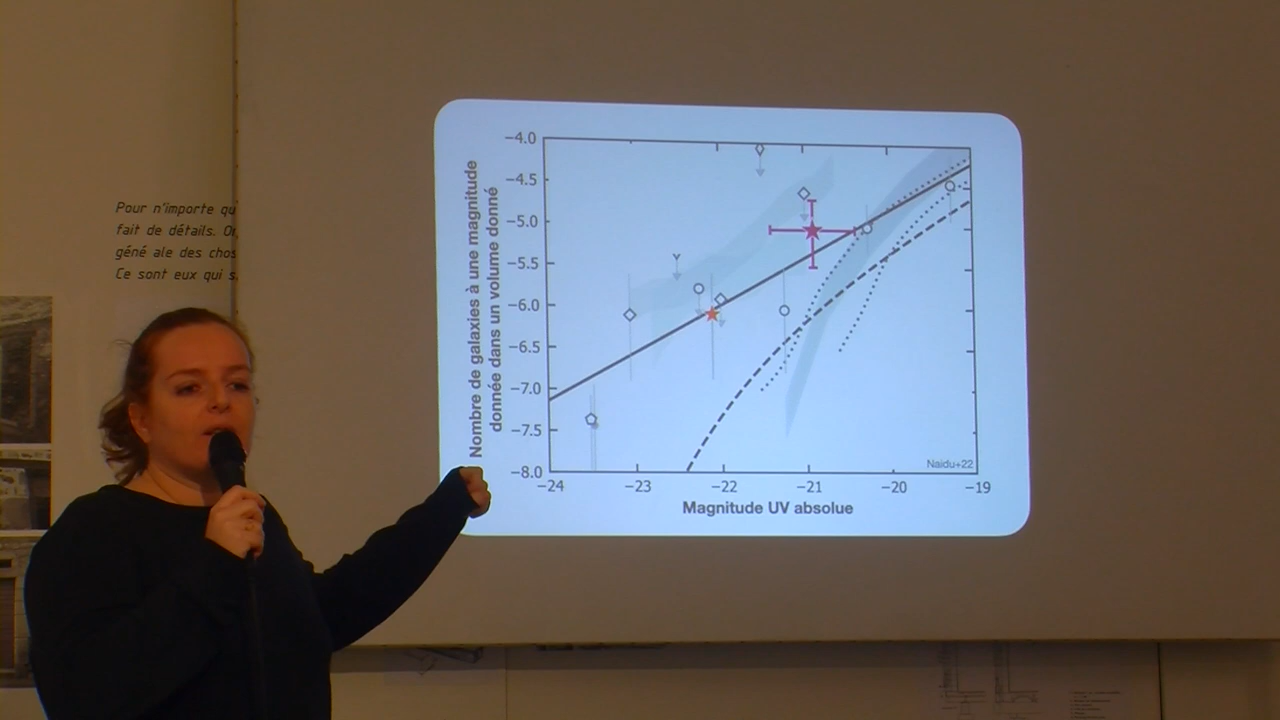 Pour n'importe qu
fait de détails. O
géné ale des chos
Ce sont eux qui s
Nombre de galaxies à une magnitude
donnée dans un volume donné
−4.0
−4.5
−5.0
−5.5
−6.0
−6.5
−7.0
−7.5
−8.0
Naidu+22
−24 −23 −22 −21 −20 −19
Magnitude UV absolue